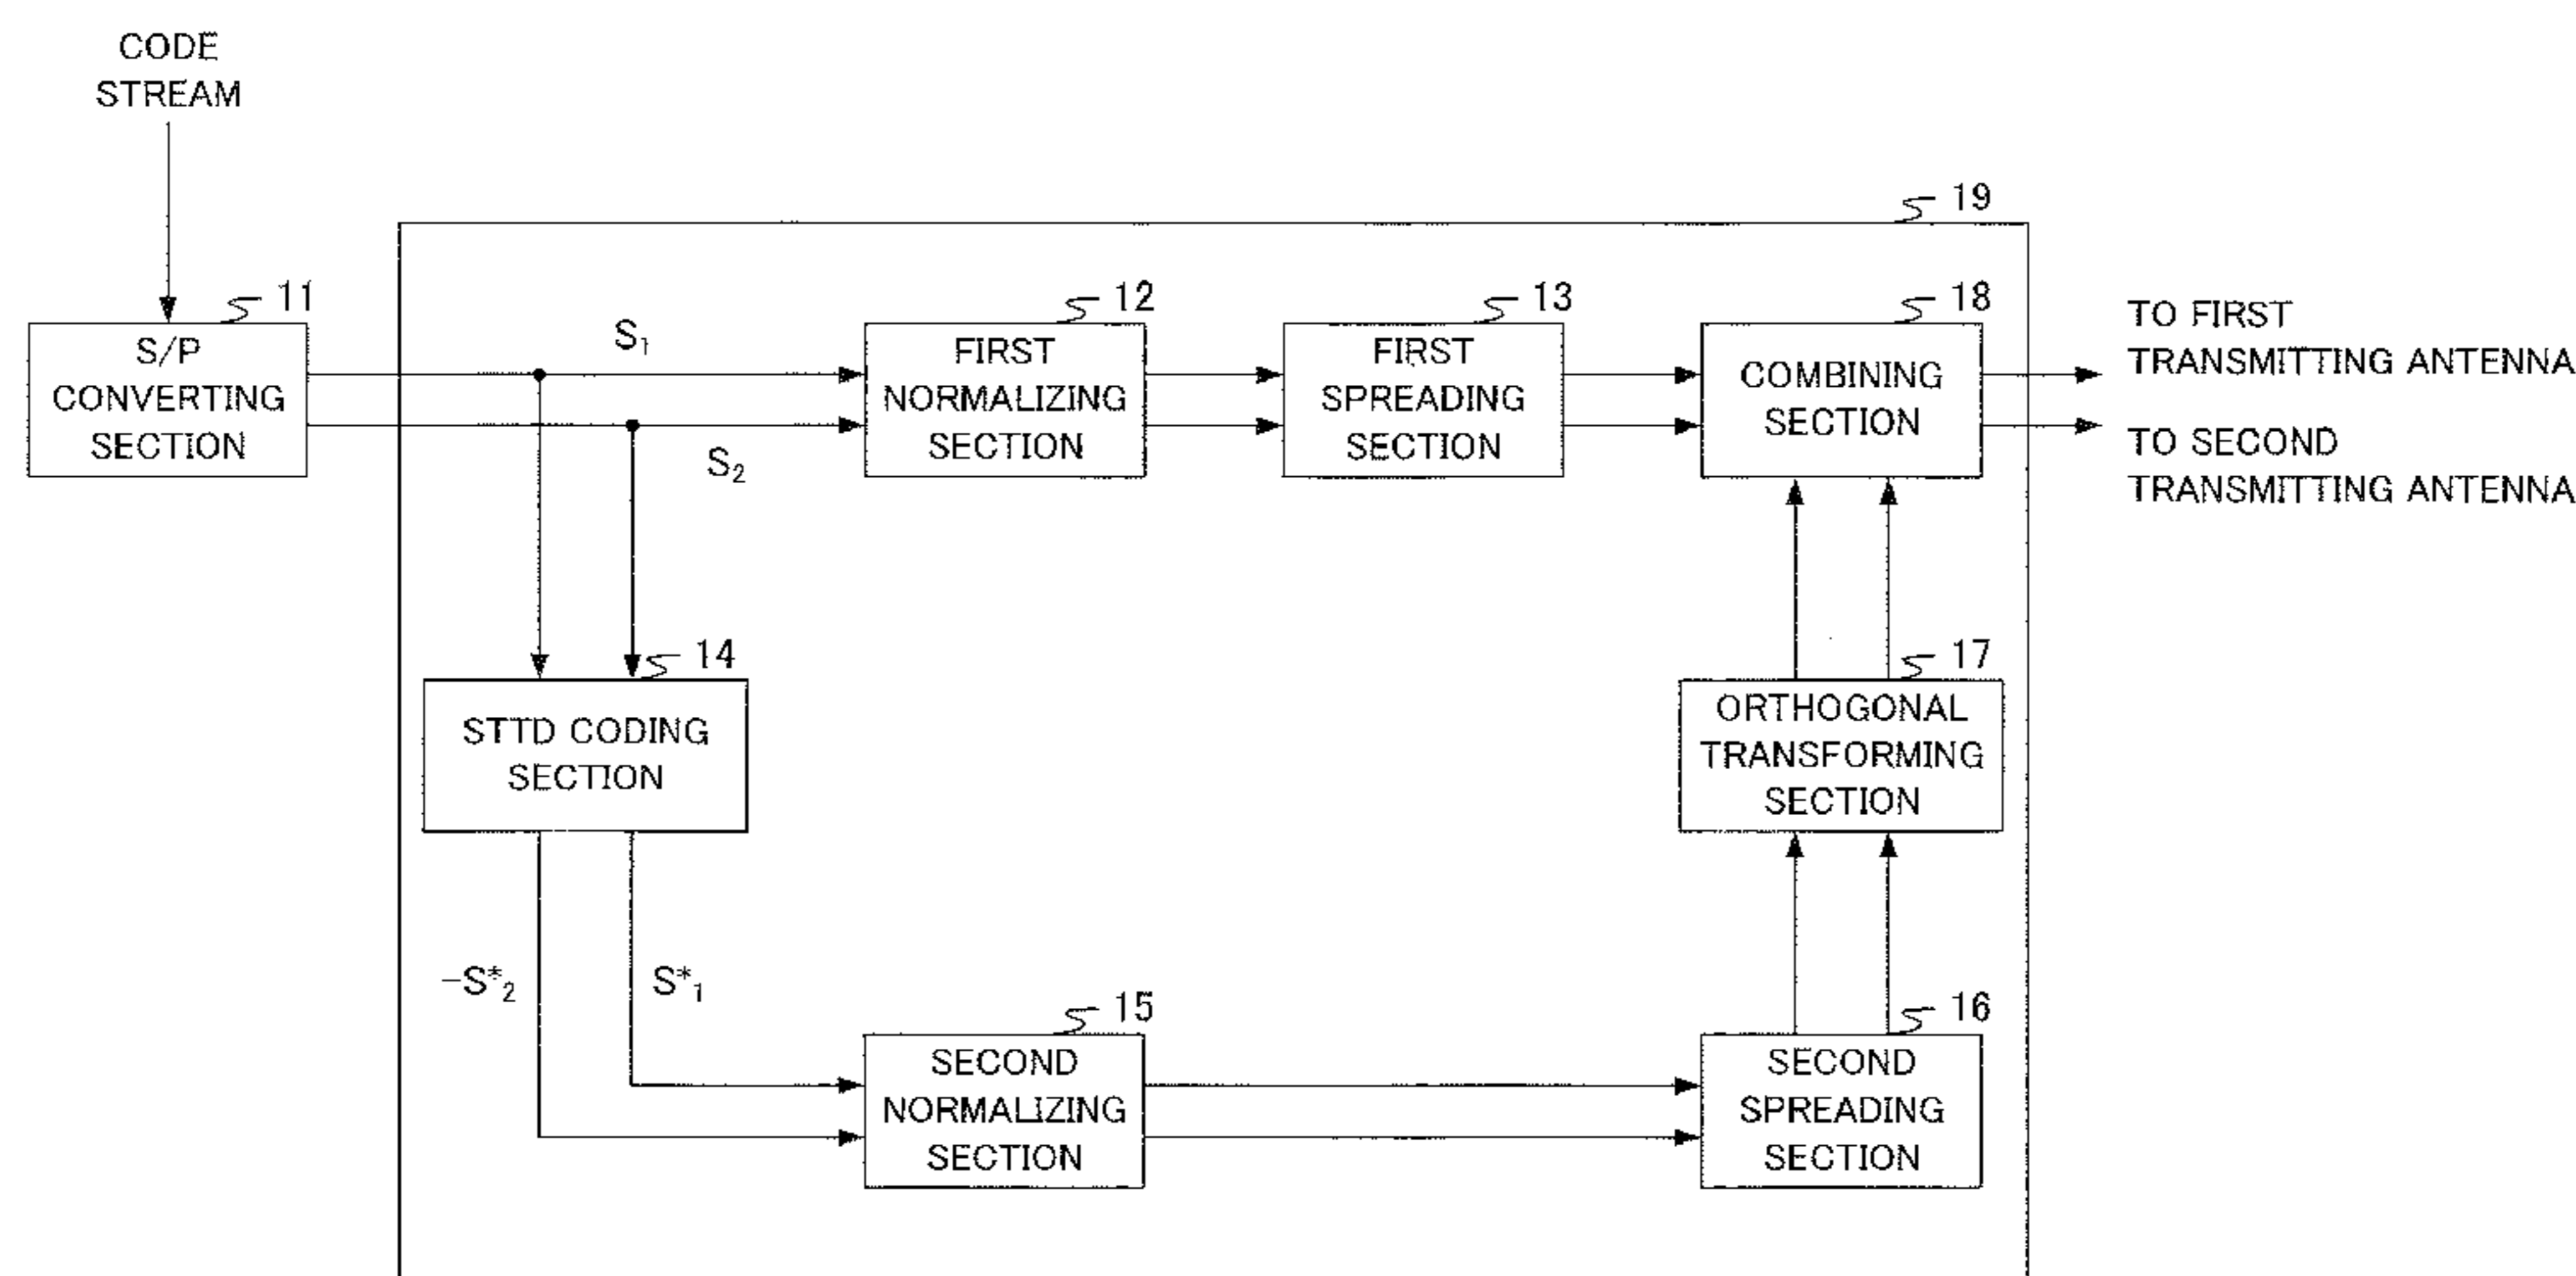 CODE
STREAM
19
11
12
13
18
S/P
CONVERTING
SECTION
S1
S2
FIRST
NORMALIZING
SECTION
FIRST
SPREADING
SECTION
COMBINING
SECTION
TO FIRST
TRANSMITTING ANTENNA
TO SECOND
TRANSMITTING ANTENNA
14
17
STTD CODING
SECTION
ORTHOGONAL
TRANSFORMING
SECTION
-S*2
S*1
15
16
SECOND
NORMALIZING
SECTION
SECOND
SPREADING
SECTION